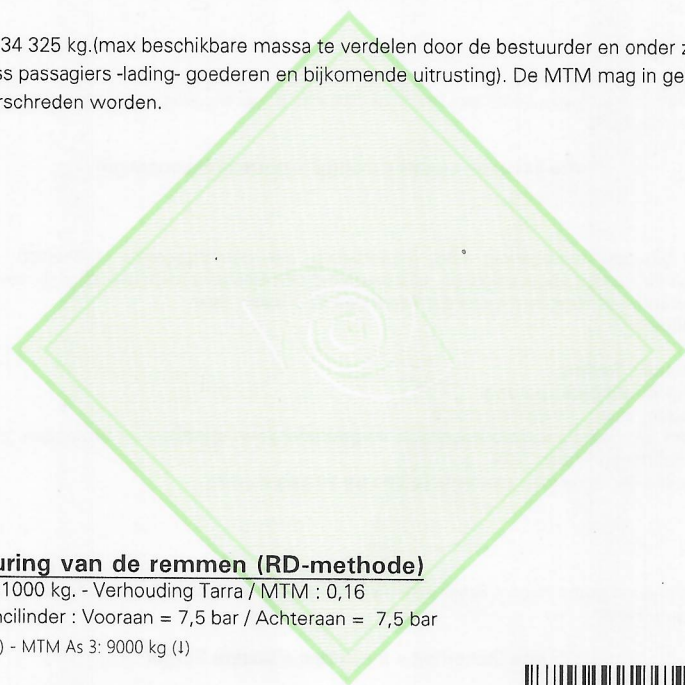 34 325 kg.(max beschikbare massa te verdelen door de bestuurder en onder z
ss passagiers -lading- goederen en bijkomende uitrusting). De MTM mag in ge
rschreden worden.
uring van de remmen (RD-methode)
1000 kg. - Verhouding Tarra / MTM : 0,16
ncilinder : Vooraan = 7,5 bar / Achteraan = 7,5 bar
) - MTM As 3: 9000 kg (↓)